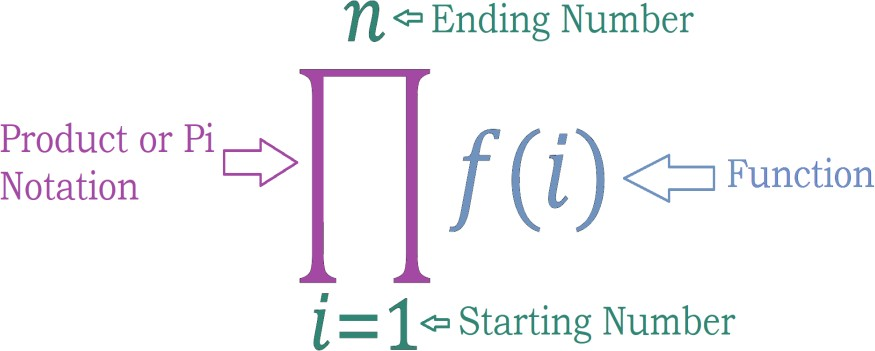 n Ending Number
Product or Pi
Notation
∏ f(i) Function
i=1 Starting Number